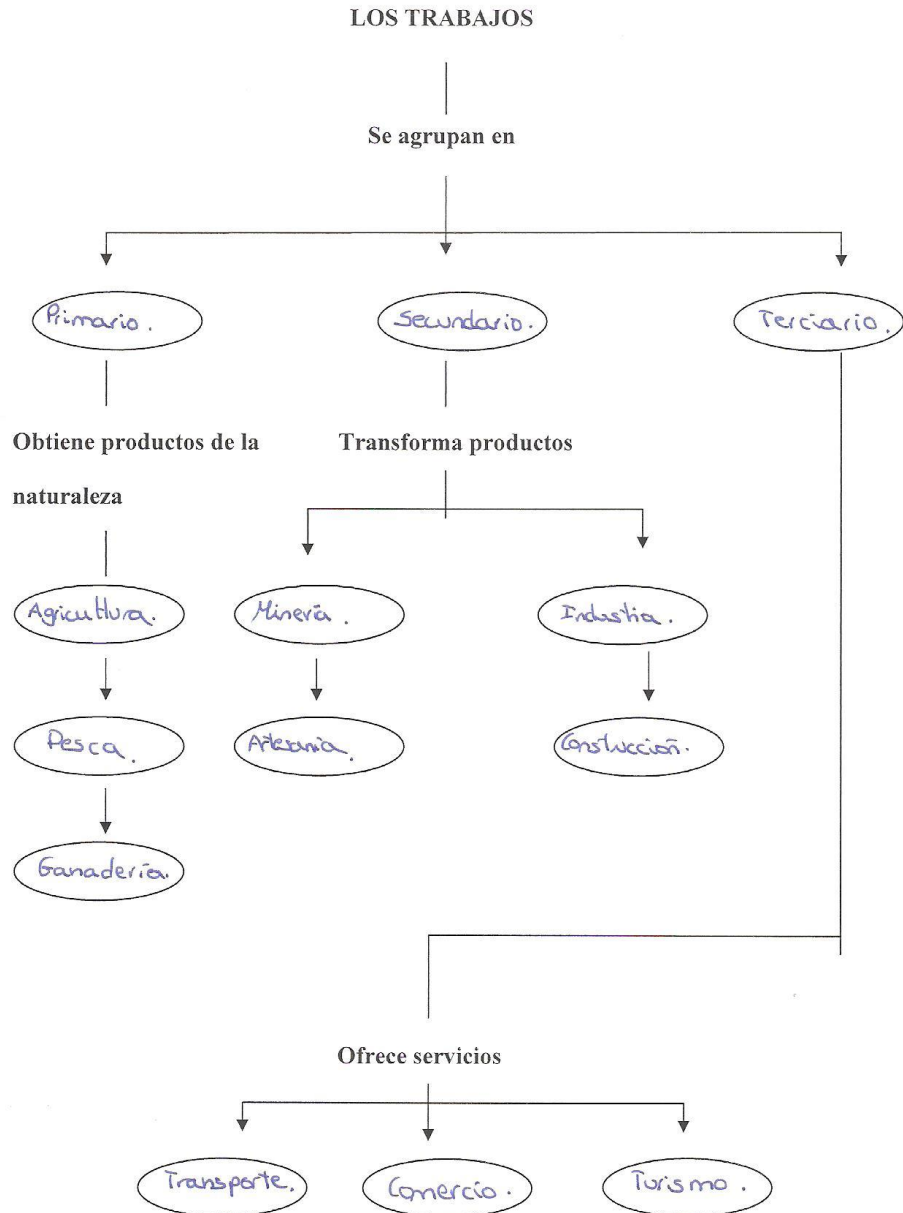 LOS TRABAJOS
Se agrupan en
Primario.
Secundario.
Terciario.
Obtiene productos de la
naturaleza
Transforma productos
Agricultura.
Minería.
Industria.
Pesca.
Artesanía.
Construcción.
Ganadería.
Ofrece servicios
Transporte.
Comercio.
Turismo.